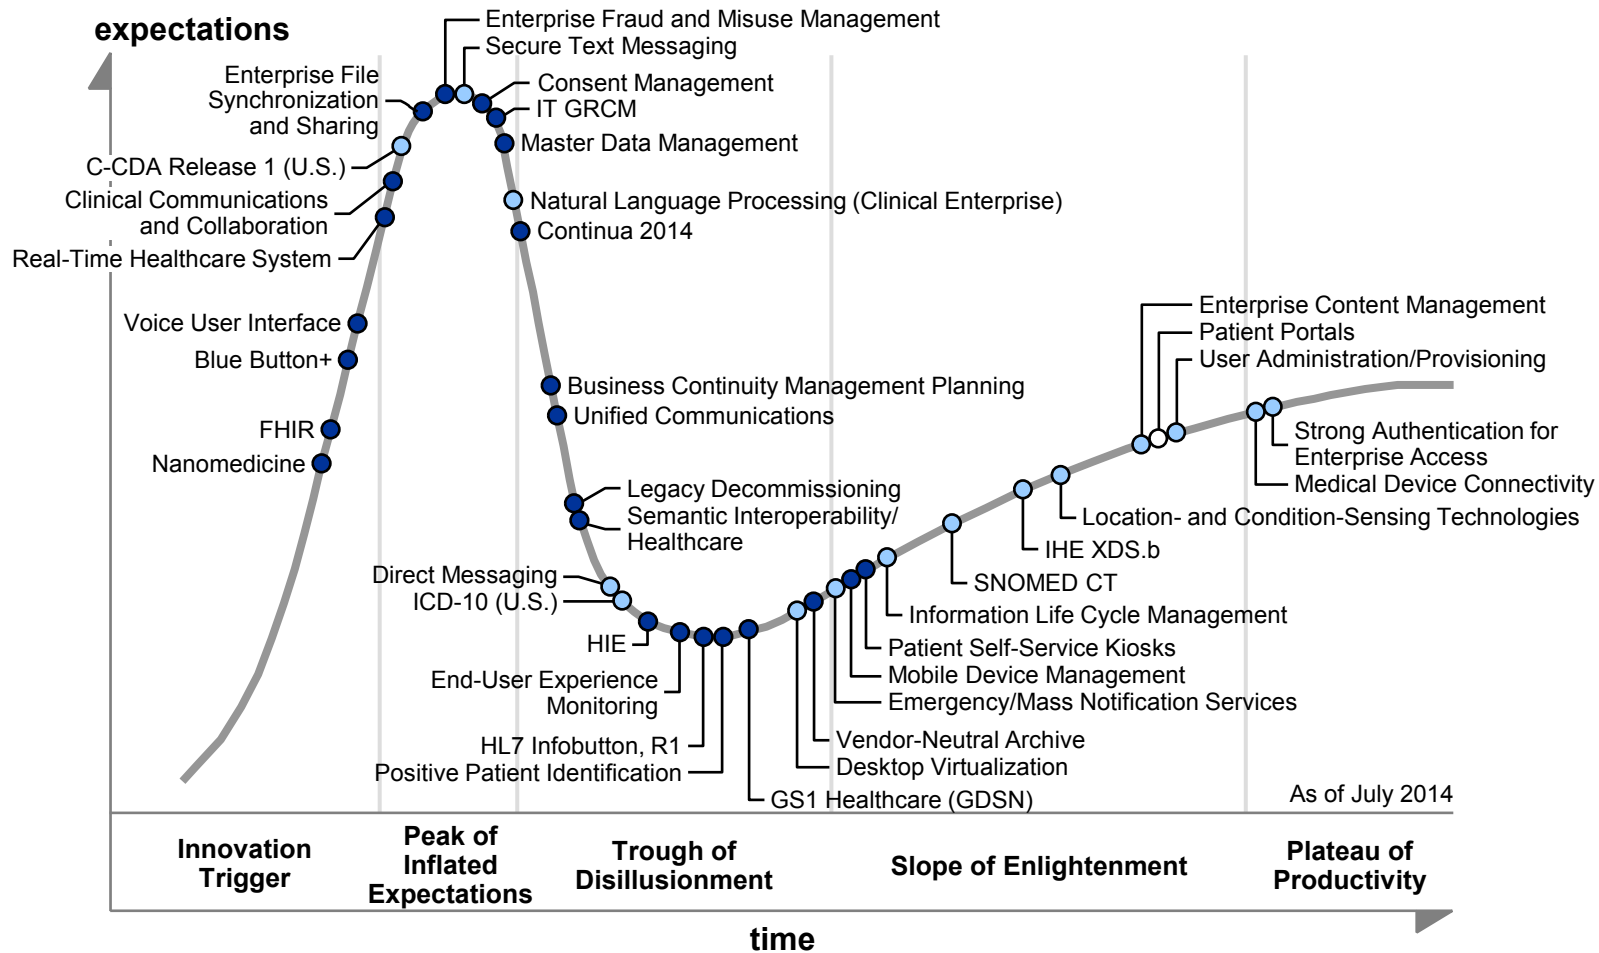 expectations
Enterprise Fraud and Misuse Management
Secure Text Messaging
Enterprise File
Synchronization
and Sharing
Consent Management
IT GRCM
Master Data Management
C-CDA Release 1 (U.S.)
Clinical Communications
and Collaboration
Real-Time Healthcare System
Natural Language Processing (Clinical Enterprise)
Continua 2014
Voice User Interface
Blue Button+
FHIR
Nanomedicine
Business Continuity Management Planning
Unified Communications
Legacy Decommissioning
Semantic Interoperability/
Healthcare
Direct Messaging
ICD-10 (U.S.)
HIE
End-User Experience
Monitoring
HL7 Infobutton, R1
Positive Patient Identification
GS1 Healthcare (GDSN)
Desktop Virtualization
Vendor-Neutral Archive
Emergency/Mass Notification Services
Mobile Device Management
Patient Self-Service Kiosks
Information Life Cycle Management
SNOMED CT
IHE XDS.b
Location- and Condition-Sensing Technologies
Enterprise Content Management
Patient Portals
User Administration/Provisioning
Strong Authentication for
Enterprise Access
Medical Device Connectivity
As of July 2014
Innovation
Trigger
Peak of
Inflated
Expectations
Trough of
Disillusionment
Slope of Enlightenment
Plateau of
Productivity
time